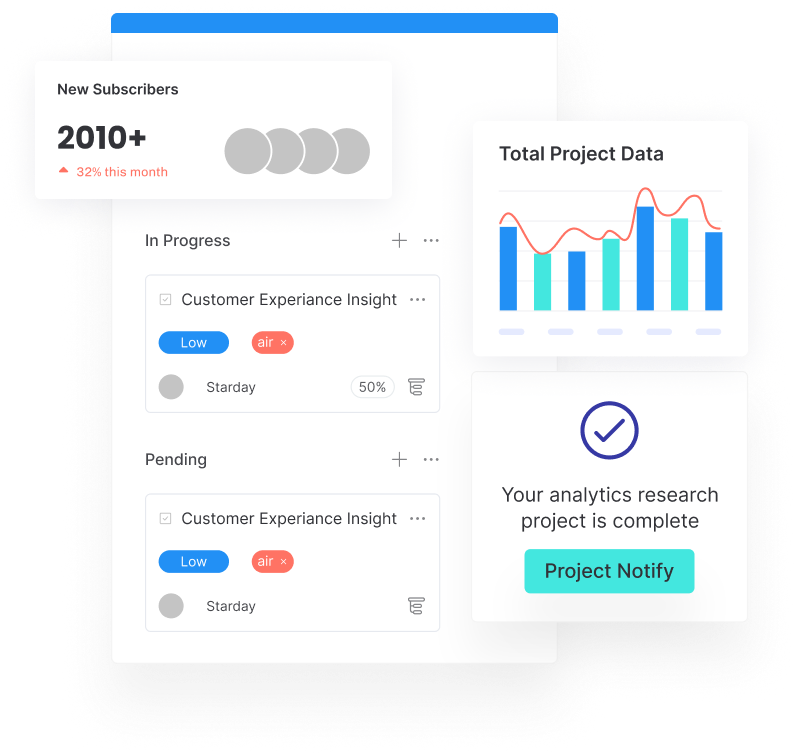 New Subscribers
2010+
32% this month
In Progress
Customer Experiance Insight
Low
air ×
Starday
50%
Pending
Customer Experiance Insight
Low
air ×
Starday
Total Project Data
Your analytics research
project is complete
Project Notify